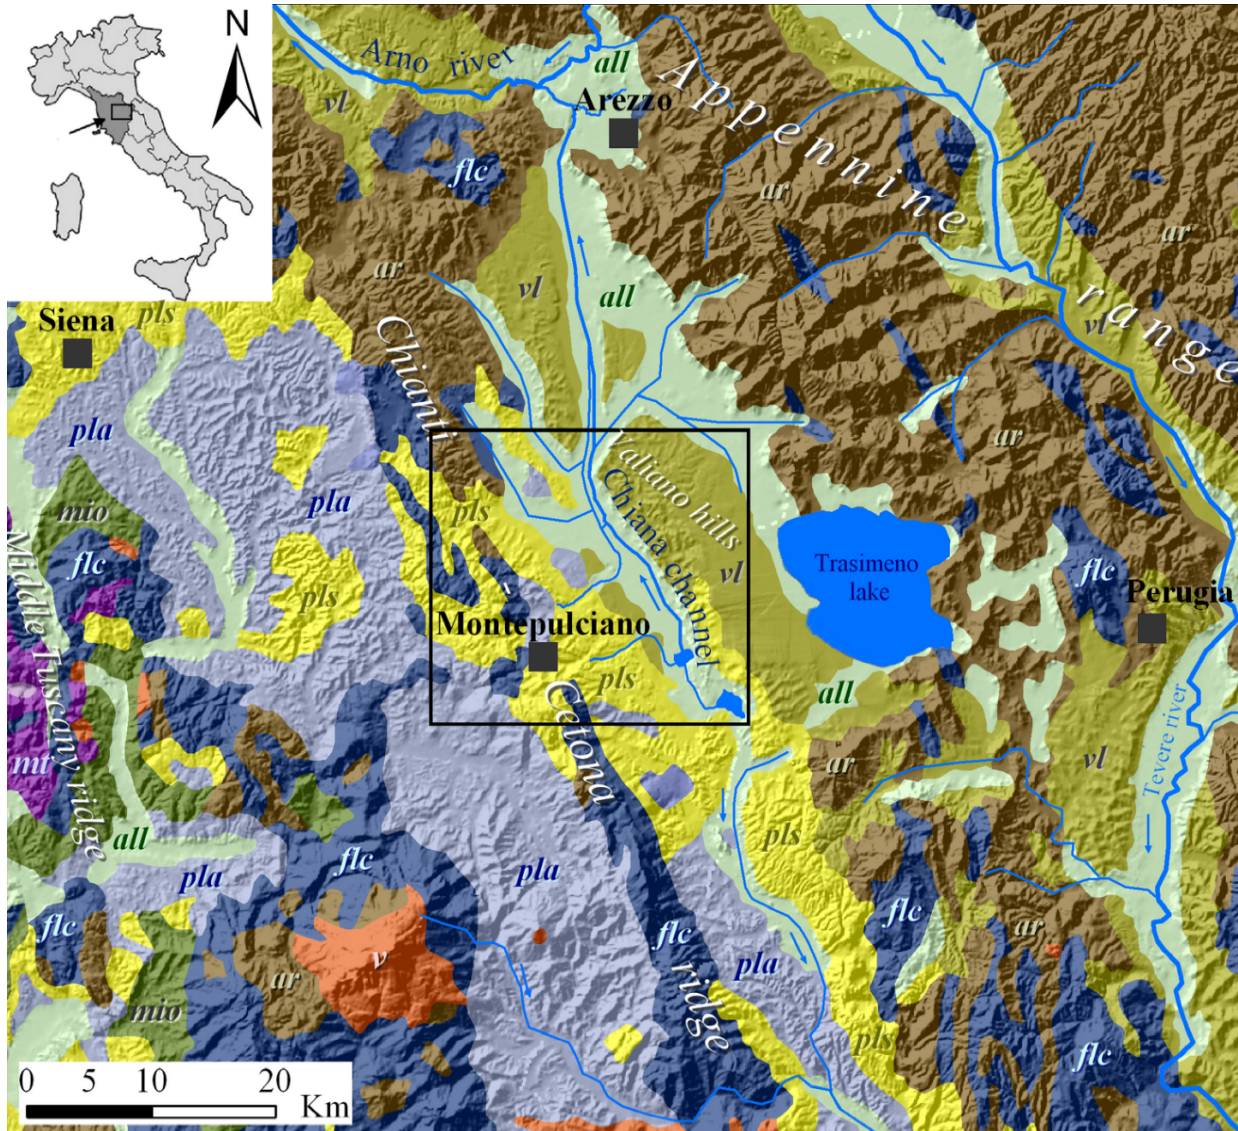 N
Arno river
all
Arezzo
Appennine
range
vl
flc
ar
ar
ar
vl
all
Siena
pls
Chianti
vl
pla
pla
ar
mio
pls
Valiano hills
Chiana channel
vl
flc
pls
Trasimeno
lake
flc
Perugia
Montepulciano
Middle Tuscany ridge
pls
mt
Cetona
ridge
all
ar
vl
Tevere river
all
pla
flc
pla
pls
flc
flc
pla
v
ar
ar
mio
pls
flc
0 5 10 20
Km